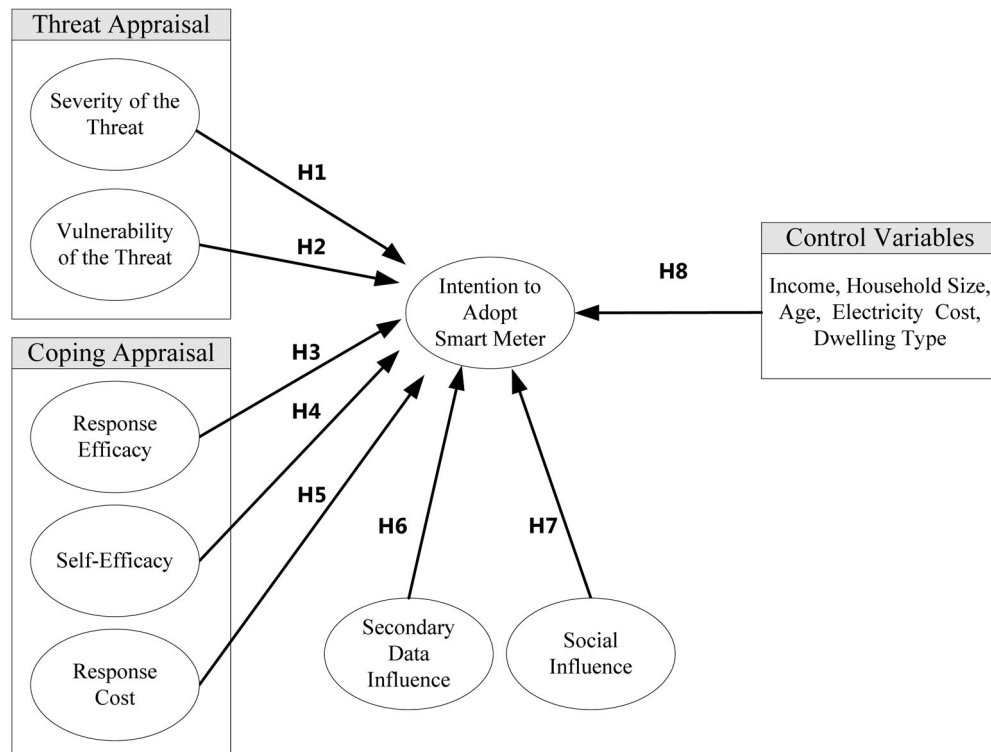 Threat Appraisal
Severity of the
Threat
H1
Vulnerability
of the Threat
H2
Coping Appraisal
Response
Efficacy
H3
Self-Efficacy
H4
Response
Cost
H5
Intention to
Adopt
Smart Meter
H6
Secondary
Data
Influence
H7
Social
Influence
H8
Control Variables
Income, Household Size,
Age, Electricity Cost,
Dwelling Type